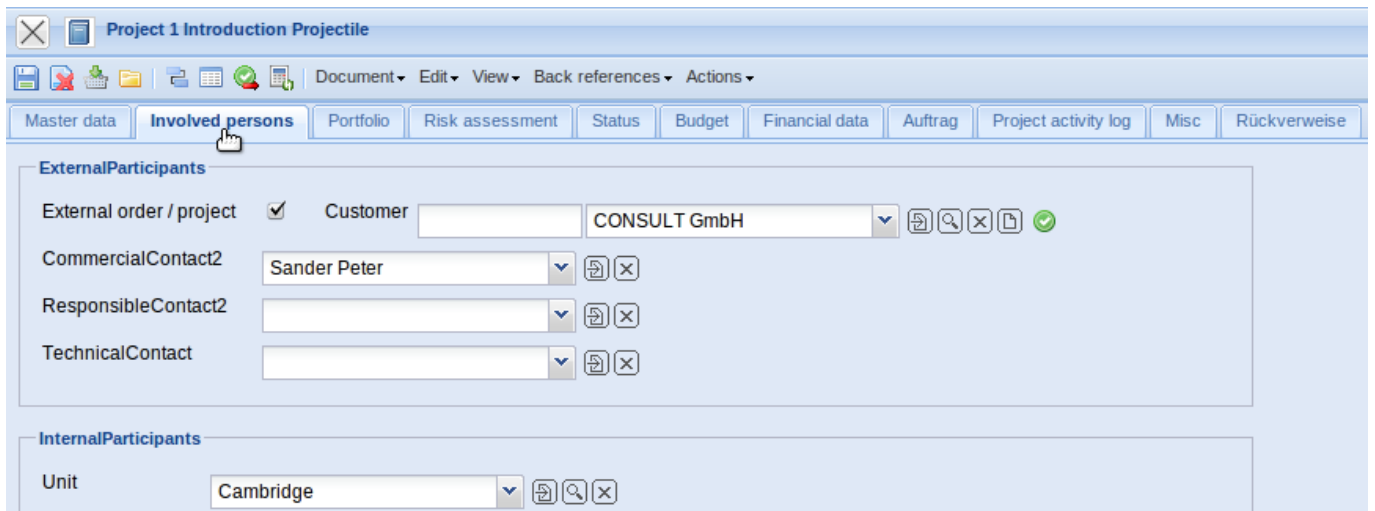 Project 1 Introduction Projectile
Document Edit View Back references Actions
Master data Involved persons Portfolio Risk assessment Status Budget Financial data Auftrag Project activity log Misc Rückverweise
ExternalParticipants
External order / project Customer CONSULT GmbH
CommercialContact2 Sander Peter
ResponsibleContact2
TechnicalContact
InternalParticipants
Unit Cambridge